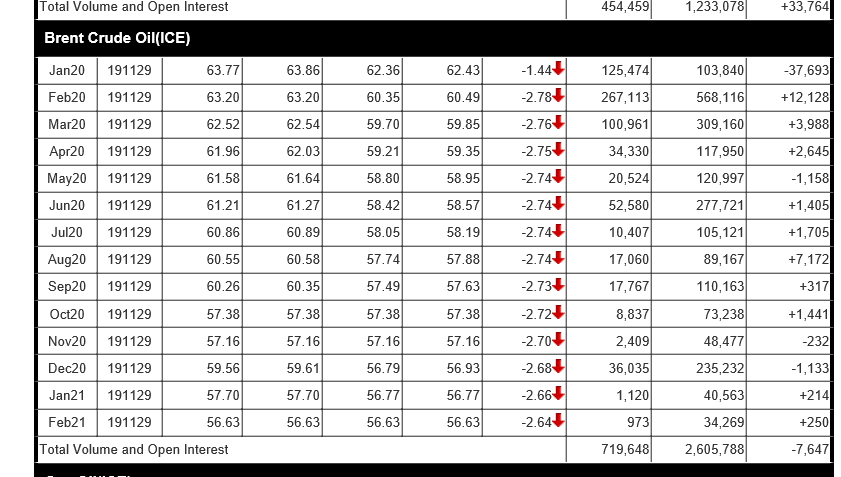 Total Volume and Open Interest 454,459 1,233,078 +33,764
Brent Crude Oil(ICE)
Jan20 191129 63.77 63.86 62.36 62.43 -1.44 125,474 103,840 -37,693
Feb20 191129 63.20 63.20 60.35 60.49 -2.78 267,113 568,116 +12,128
Mar20 191129 62.52 62.54 59.70 59.85 -2.76 100,961 309,160 +3,988
Apr20 191129 61.96 62.03 59.21 59.35 -2.75 34,330 117,950 +2,645
May20 191129 61.58 61.64 58.80 58.95 -2.74 20,524 120,997 -1,158
Jun20 191129 61.21 61.27 58.42 58.57 -2.74 52,580 277,721 +1,405
Jul20 191129 60.86 60.89 58.05 58.19 -2.74 10,407 105,121 +1,705
Aug20 191129 60.55 60.58 57.74 57.88 -2.74 17,060 89,167 +7,172
Sep20 191129 60.26 60.35 57.49 57.63 -2.73 17,767 110,163 +317
Oct20 191129 57.38 57.38 57.38 57.38 -2.72 8,837 73,238 +1,441
Nov20 191129 57.16 57.16 57.16 57.16 -2.70 2,409 48,477 -232
Dec20 191129 59.56 59.61 56.79 56.93 -2.68 36,035 235,232 -1,133
Jan21 191129 57.70 57.70 56.77 56.77 -2.66 1,120 40,563 +214
Feb21 191129 56.63 56.63 56.63 56.63 -2.64 973 34,269 +250
Total Volume and Open Interest 719,648 2,605,788 -7,647